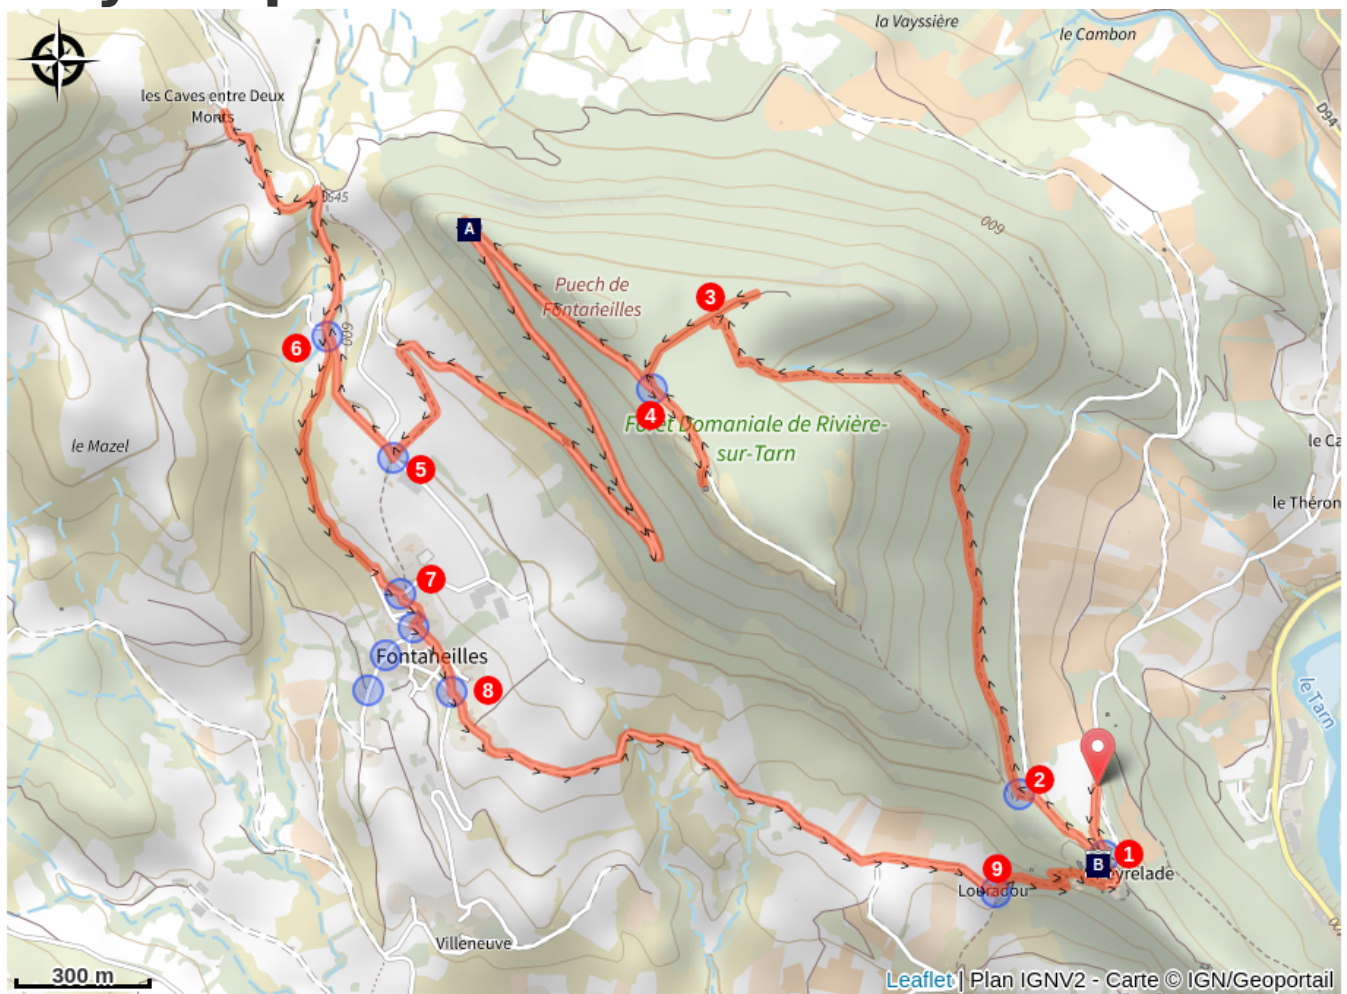 la Vayssière
le Cambon
les Caves entre Deux
Monts
D94
645
A
009
Puech de
Fontaneilles
3
6
009
4
Forêt Domaniale de Rivière-
sur-Tarn
le Mazel
5
le Ca
le Théron
7
Fontaneilles
8
le Tarn
2
1
B
9
yrelade
Louradou
Villeneuve
300 m
Leaflet | Plan IGNV2 - Carte © IGN/Geoportail